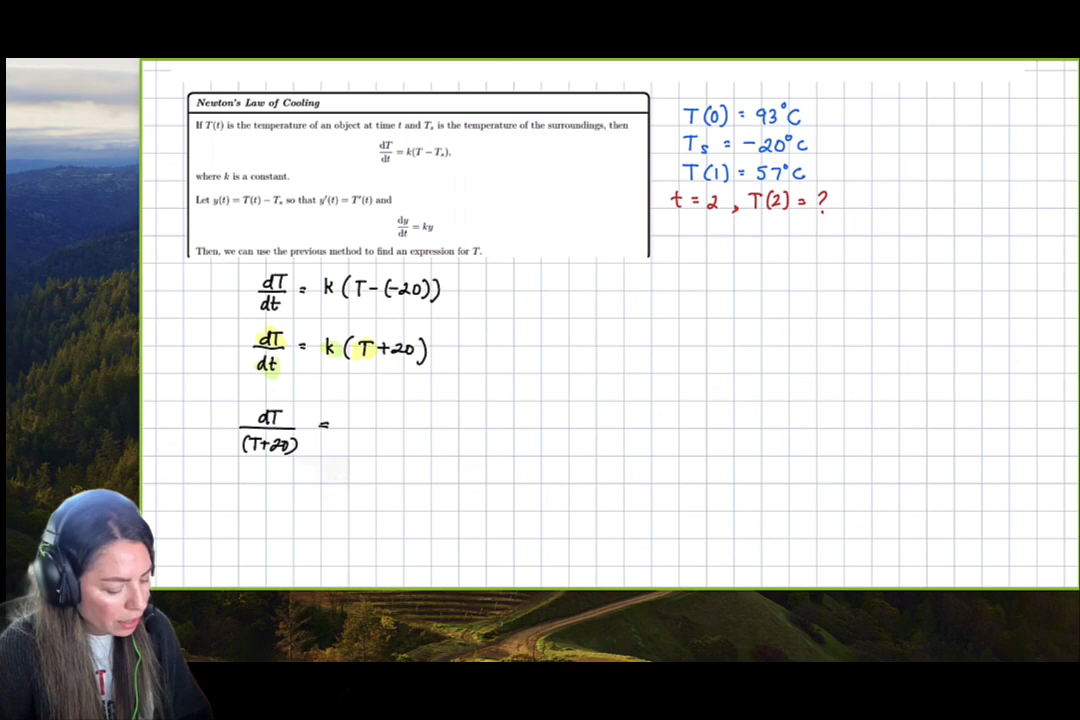 Newton's Law of Cooling
If T(t) is the temperature of an object at time t and Tₛ is the temperature of the surroundings, then
dT/dt = k(T − Tₛ),
where k is a constant.
Let y(t) = T(t) − Tₛ so that y′(t) = T′(t) and
dy/dt = ky
Then, we can use the previous method to find an expression for T.
T(0) = 93°C
Tₛ = -20°C
T(1) = 57°C
t = 2 , T(2) = ?
dT/dt = k(T-(-20))
dT/dt = k(T+20)
dT/(T+20) =